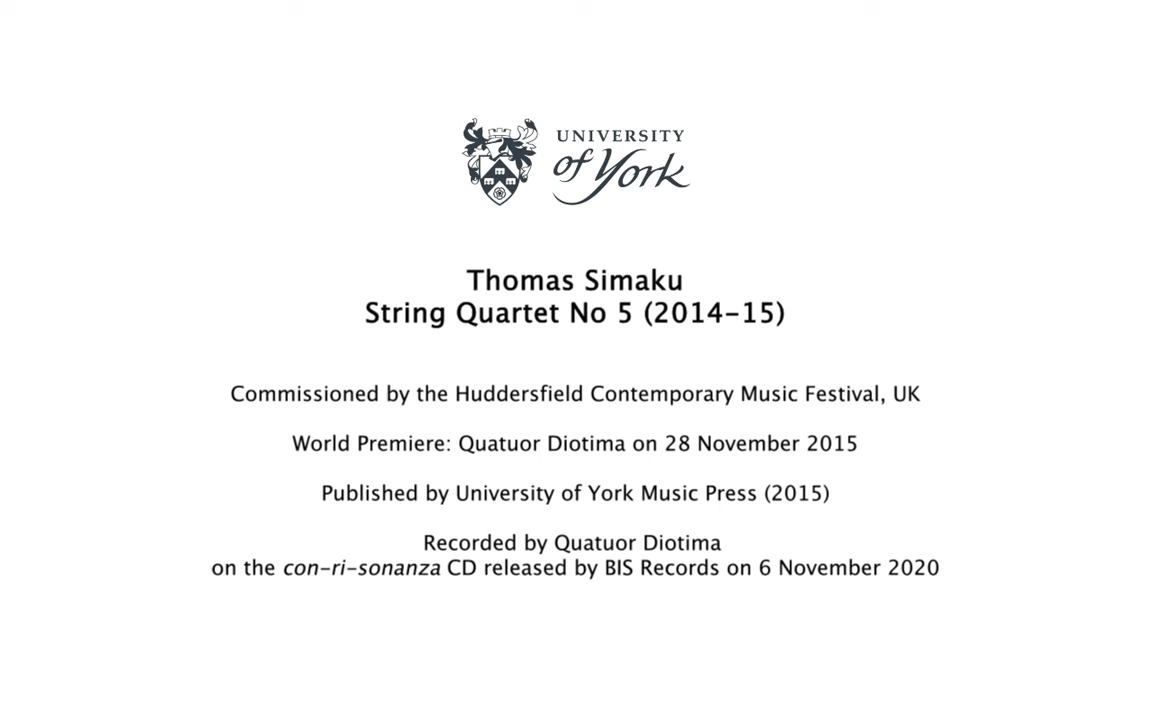 UNIVERSITY
of York
Thomas Simaku
String Quartet No 5 (2014-15)
Commissioned by the Huddersfield Contemporary Music Festival, UK
World Premiere: Quatuor Diotima on 28 November 2015
Published by University of York Music Press (2015)
Recorded by Quatuor Diotima
on the con-ri-sonanza CD released by BIS Records on 6 November 2020